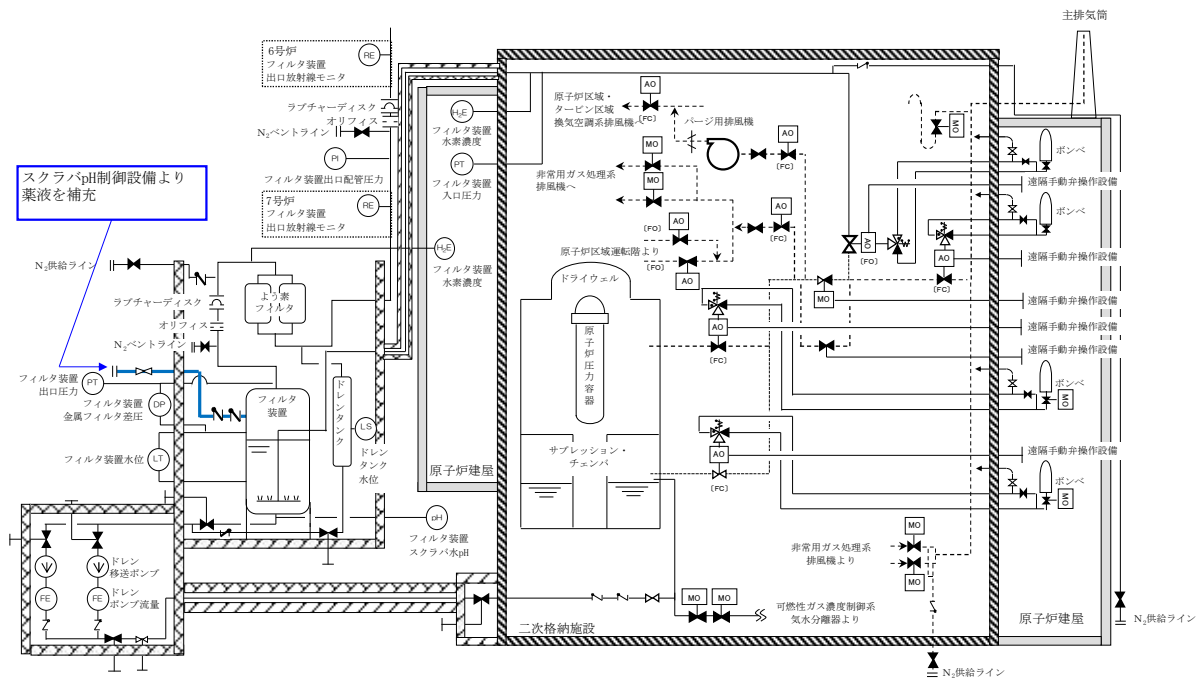 主排気筒
6号炉
フィルタ装置
出口放射線モニタ
RE
ラプチャーディスク
オリフィス
N₂ベントライン
PI
フィルタ装置出口配管圧力
7号炉
フィルタ装置
出口放射線モニタ
RE
スクラバpH制御設備より
薬液を補充
H₂E
フィルタ装置
水素濃度
PT
フィルタ装置
入口圧力
H₂E
フィルタ装置
水素濃度
原子炉区域・
タービン区域
換気空調系排風機へ
AO
(FC)
パージ用排風機
AO
(FC)
MO
非常用ガス処理系
排風機へ
MO
AO
(FO)
AO
(FC)
原子炉区域運転階より
(FO)
AO
AO
(FO)
AO
(FC)
MO
MO
ボンベ
遠隔手動弁操作設備
ボンベ
遠隔手動弁操作設備
遠隔手動弁操作設備
遠隔手動弁操作設備
遠隔手動弁操作設備
遠隔手動弁操作設備
ボンベ
MO
遠隔手動弁操作設備
ボンベ
MO
N₂供給ライン
ラプチャーディスク
オリフィス
N₂ベントライン
よう素
フィルタ
PT
フィルタ装置
出口圧力
フィルタ装置
金属フィルタ差圧
DP
フィルタ装置水位
LT
フィルタ
装置
ドレンタンク
LS
ドレン
タンク
水位
原子炉建屋
pH
フィルタ装置
スクラバ水pH
ドライウェル
原子炉圧力容器
サプレッション・
チェンバ
AO
(FC)
AO
(FC)
ドレン
移送ポンプ
FE
FE
ドレン
ポンプ流量
二次格納施設
MO
MO
可燃性ガス濃度制御系
気水分離器より
非常用ガス処理系
排風機より
MO
MO
原子炉建屋
N₂供給ライン
N₂供給ライン